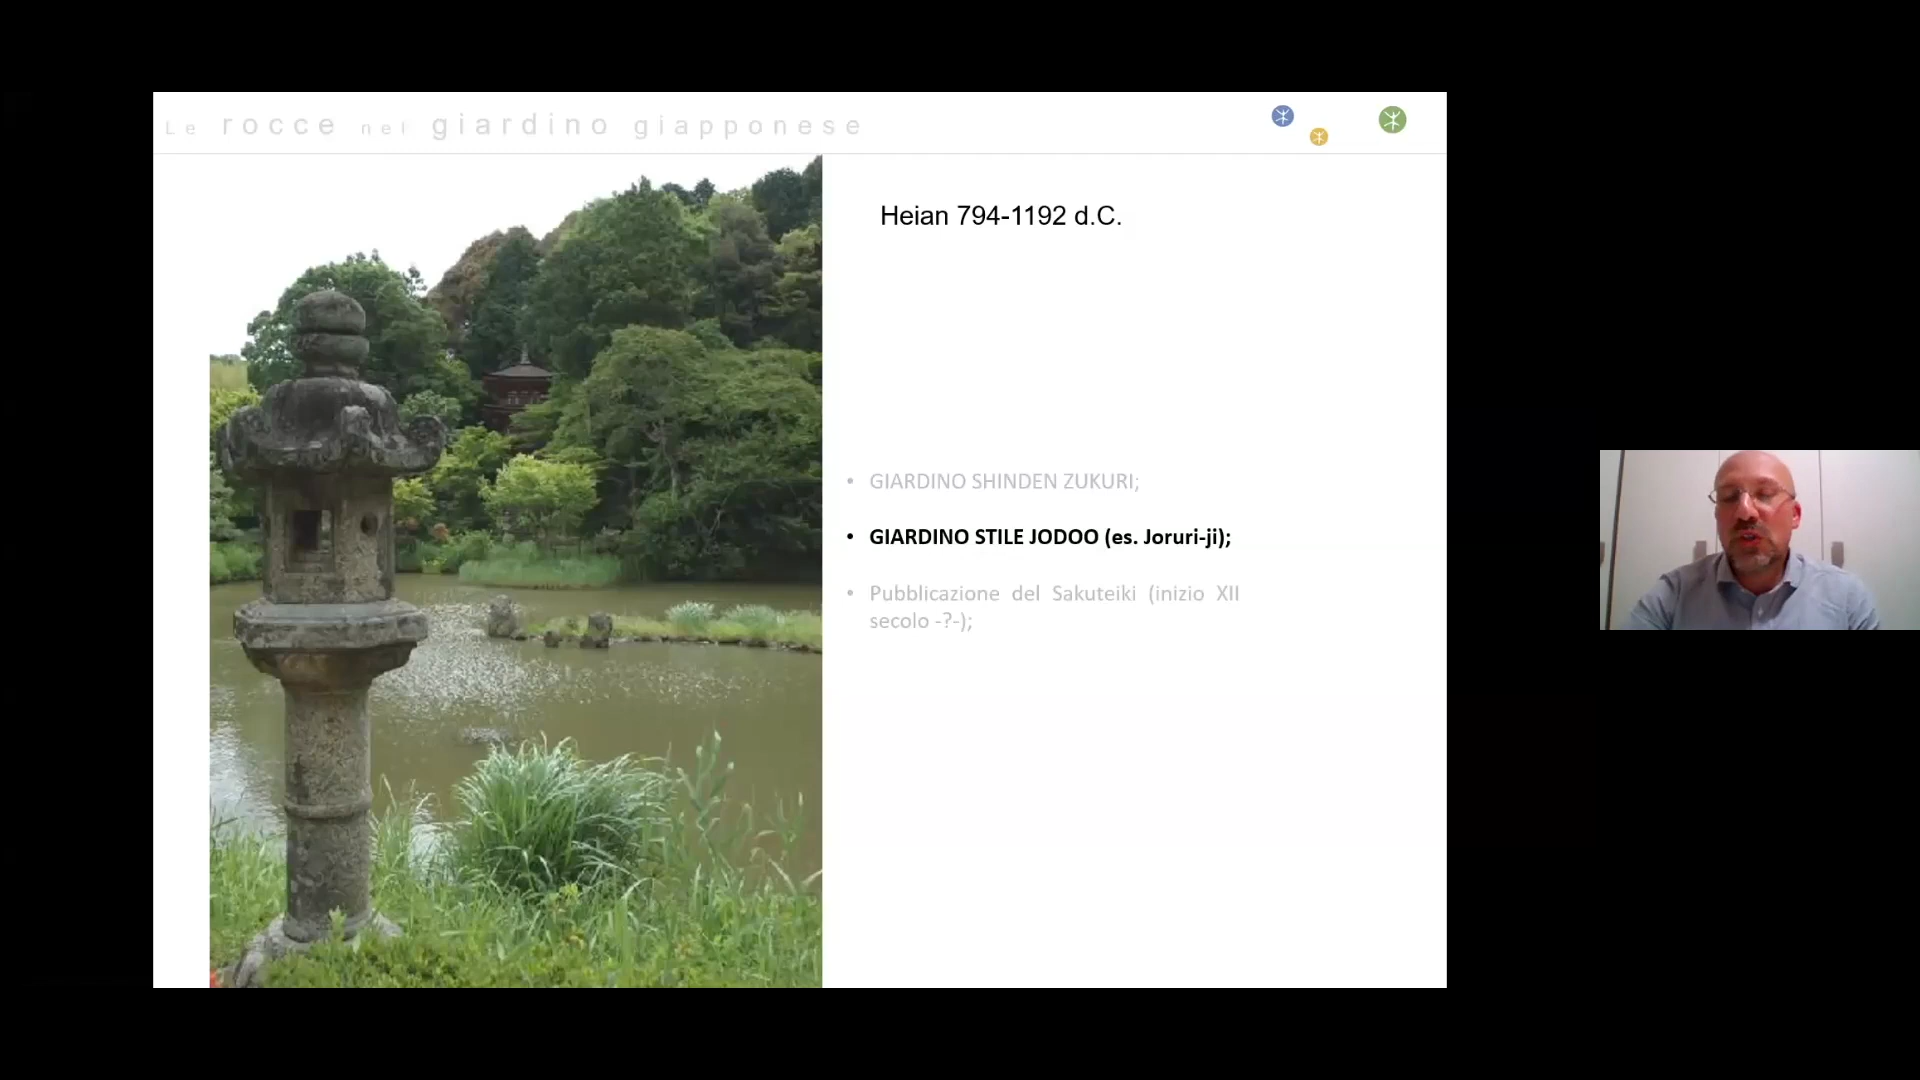 Le rocce nel giardino giapponese
Heian 794-1192 d.C.
• GIARDINO SHINDEN ZUKURI;
• GIARDINO STILE JODOO (es. Joruri-ji);
• Pubblicazione del Sakuteiki (inizio XII
secolo -?-);